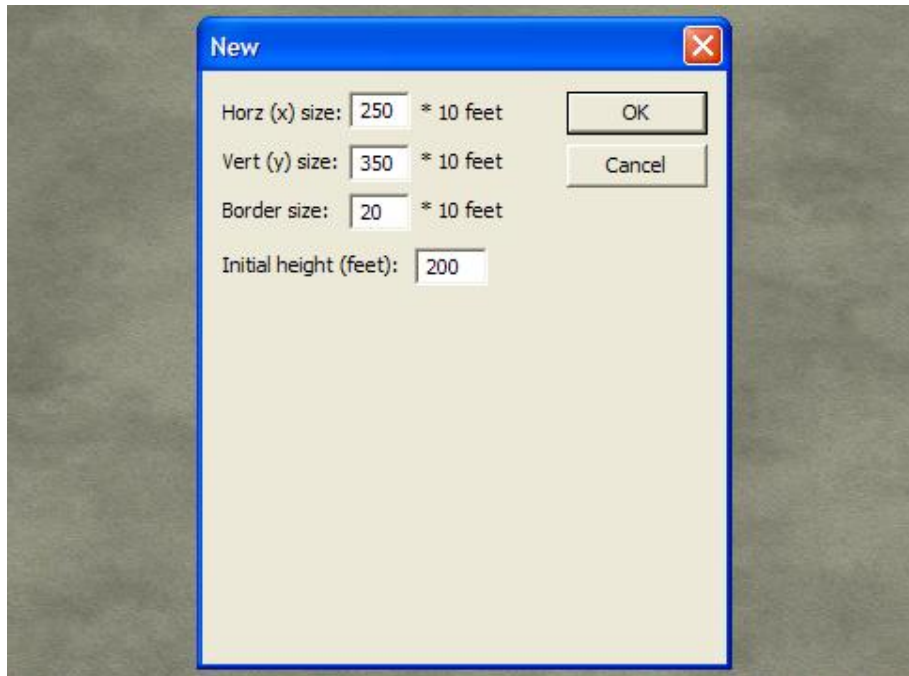 New
Horz (x) size: 250 * 10 feet OK
Vert (y) size: 350 * 10 feet Cancel
Border size: 20 * 10 feet
Initial height (feet): 200